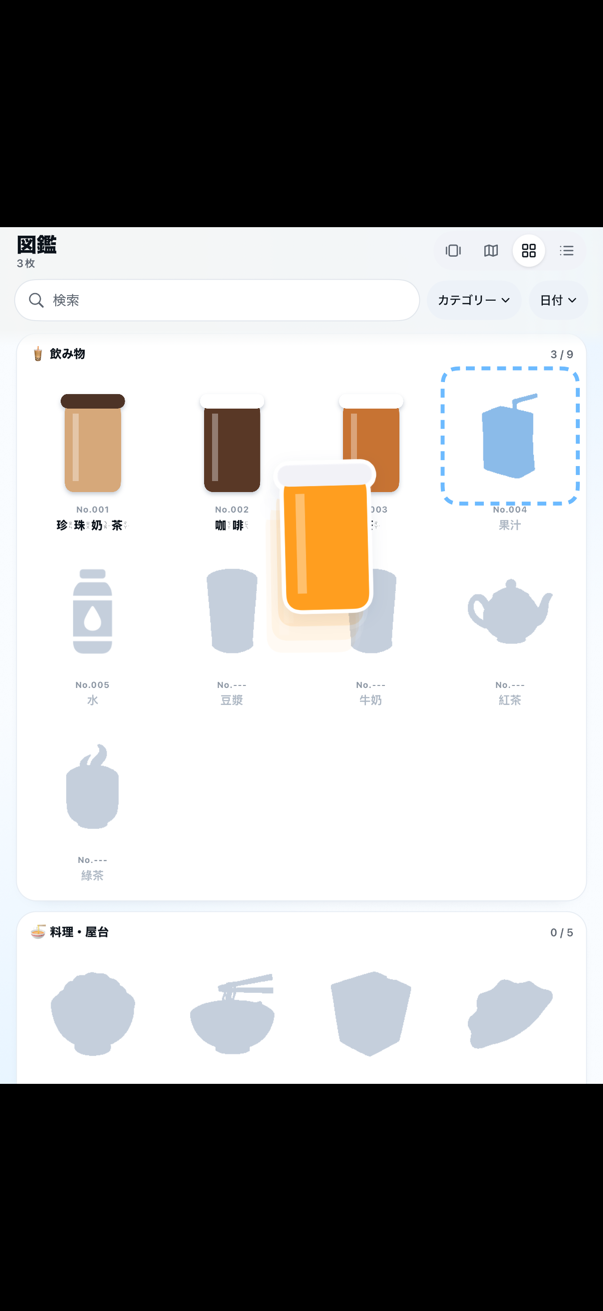 図鑑
3枚
検索
カテゴリー
日付
飲み物
3 / 9
No.001
No.002
003
No.004
珍珠奶茶
咖啡
果汁
No.005
No.---
No.---
No.---
水
豆漿
牛奶
紅茶
No.---
綠茶
料理・屋台
0 / 5